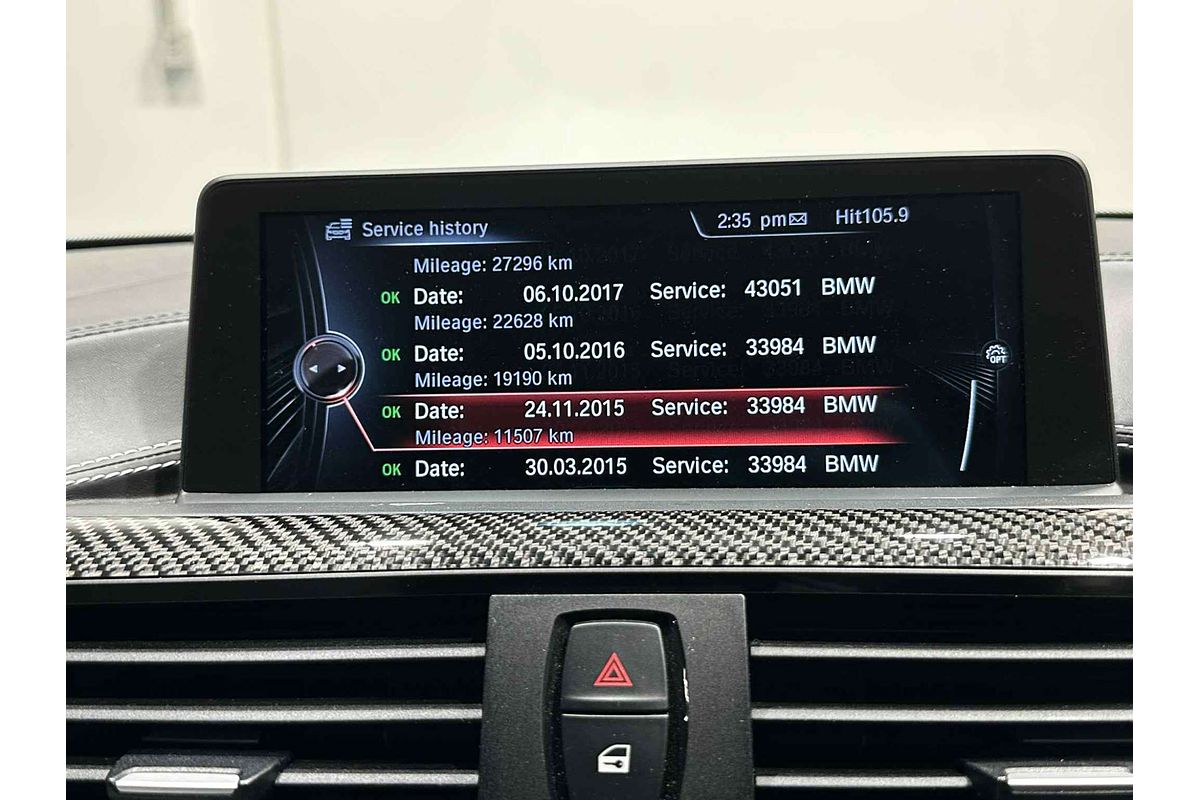 Service history
2:35 pm
Hit105.9
Mileage: 27296 km
OK Date: 06.10.2017 Service: 43051 BMW
Mileage: 22628 km
OK Date: 05.10.2016 Service: 33984 BMW
Mileage: 19190 km
OK Date: 24.11.2015 Service: 33984 BMW
Mileage: 11507 km
OK Date: 30.03.2015 Service: 33984 BMW
OPT